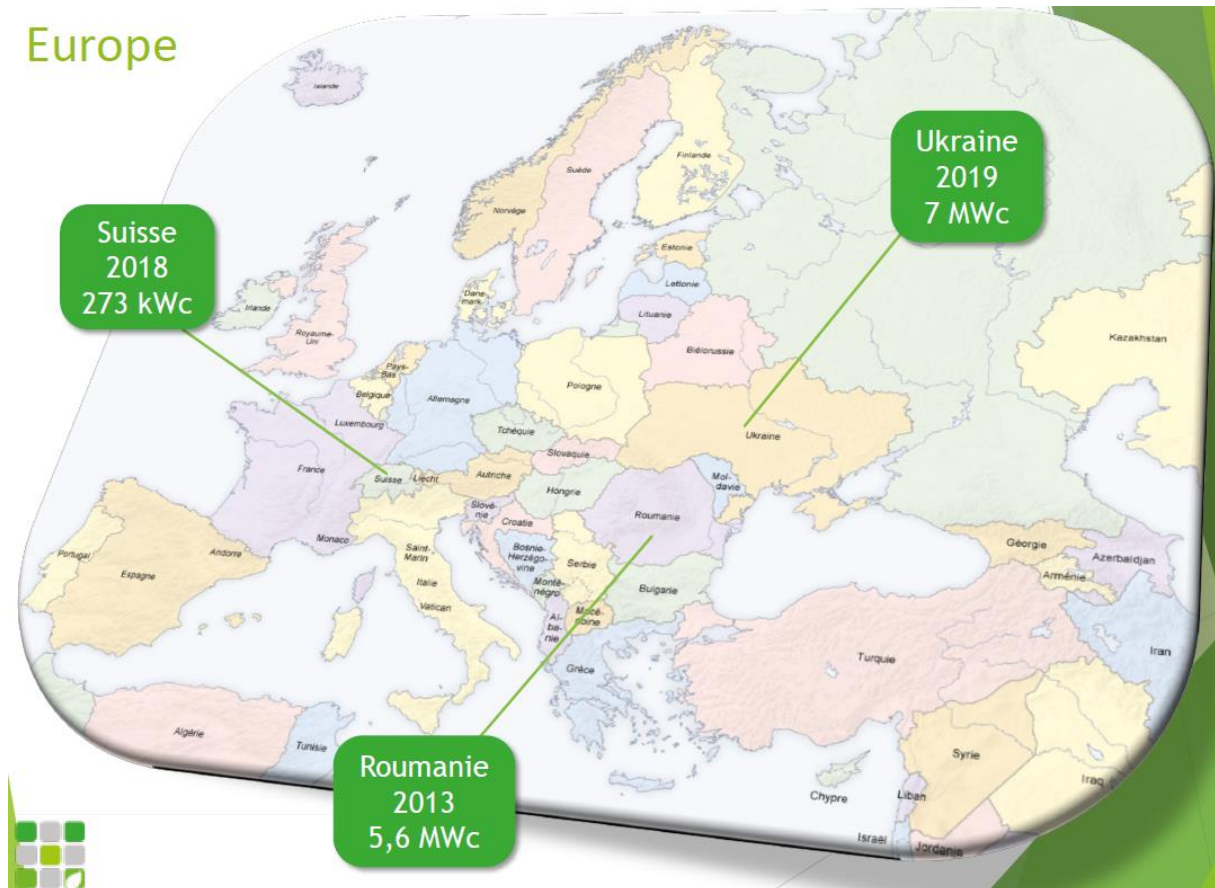 Europe
Islande
Ukraine
2019
7 MWc
Suisse
2018
273 kWc
Finlande
Suède
Norvège
Estonie
Lettonie
Lituanie
Dane
mark
Irlande
Royaume-
Uni
Biélorussie
Kazakhstan
Pays-
Bas
Belgique
Allemagne
Pologne
Luxembourg
Tchéquie
Ukraine
Slovaquie
France
Suisse
Liecht
Autriche
Hongrie
Mol-
davie
Slové-
nie
Croatie
Roumanie
Monaco
Saint-
Marin
Bosnie-
Herzégo-
vine
Serbie
Géorgie
Azerbaïdjan
Arménie
Portugal
Andorre
Espagne
Italie
Vatican
Monté-
négro
Bulgarie
Al-
ba-
nie
Macé-
doine
Grèce
Turquie
Iran
Algérie
Tunisie
Syrie
Iraq
Chypre
Liban
Israël
Jordanie
Roumanie
2013
5,6 MWc